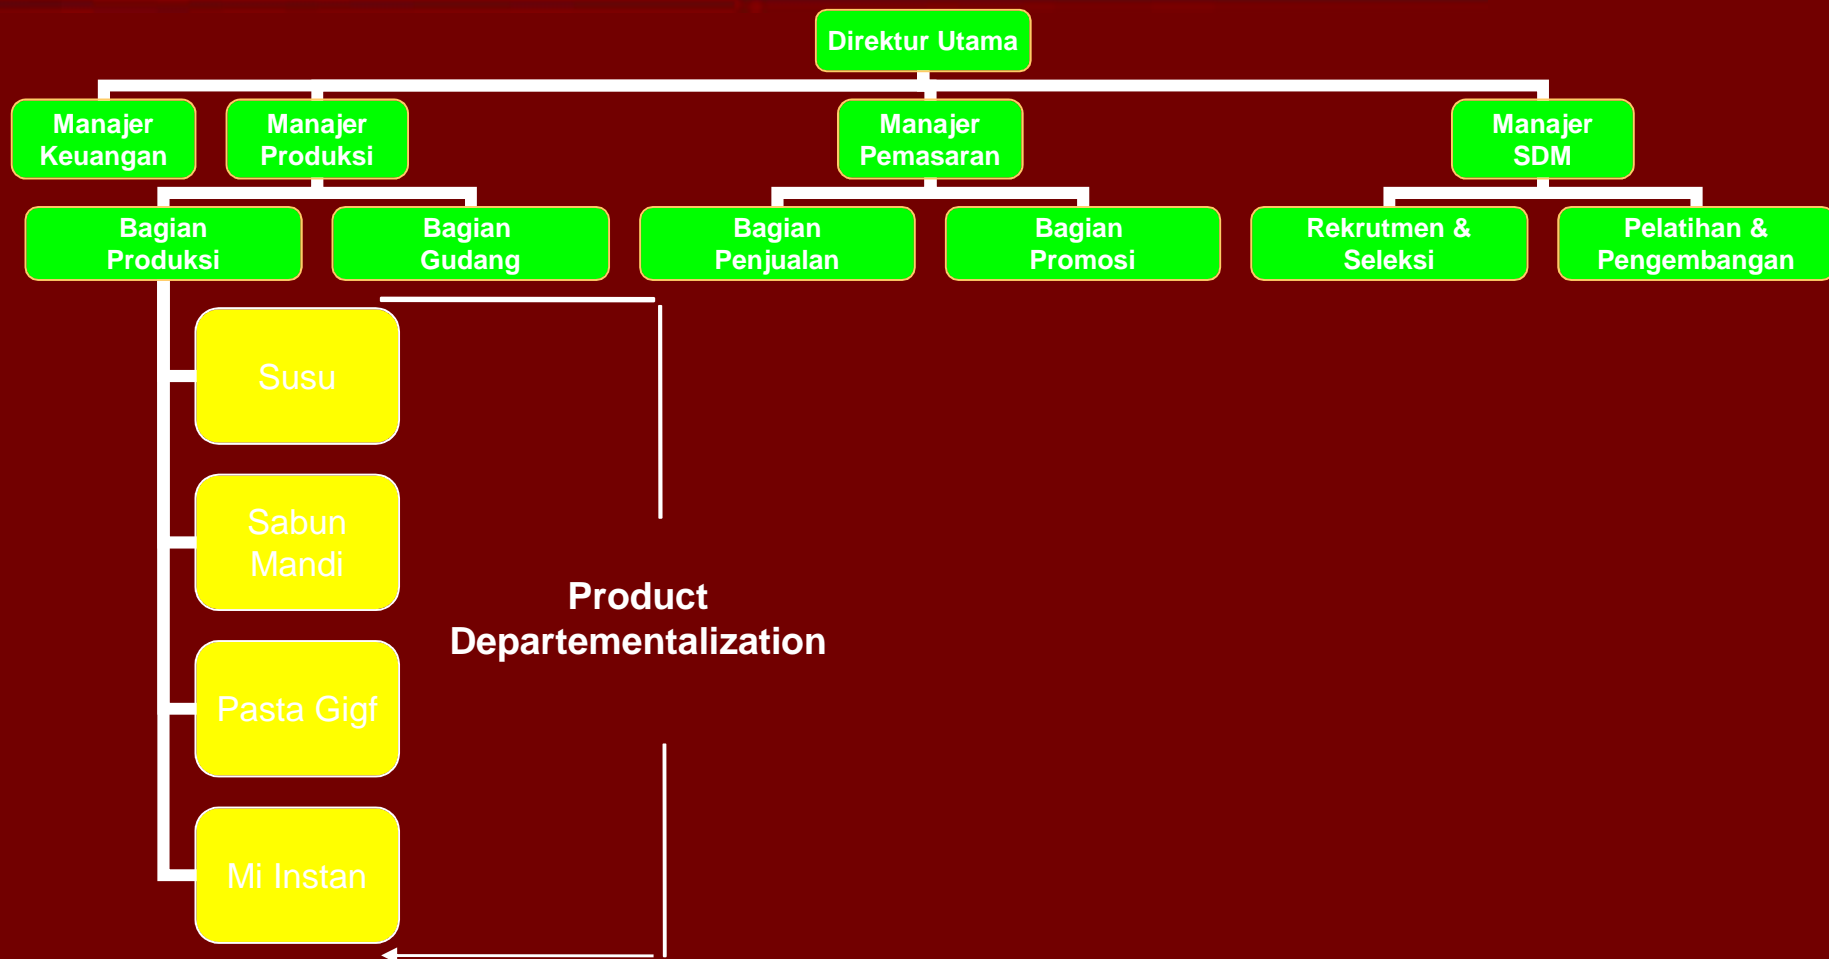 Direktur Utama
Manajer
Keuangan
Manajer
Produksi
Manajer
Pemasaran
Manajer
SDM
Bagian
Produksi
Bagian
Gudang
Bagian
Penjualan
Bagian
Promosi
Rekrutmen &
Seleksi
Pelatihan &
Pengembangan
Susu
Sabun
Mandi
Pasta Gigf
Mi Instan
Product
Departementalization